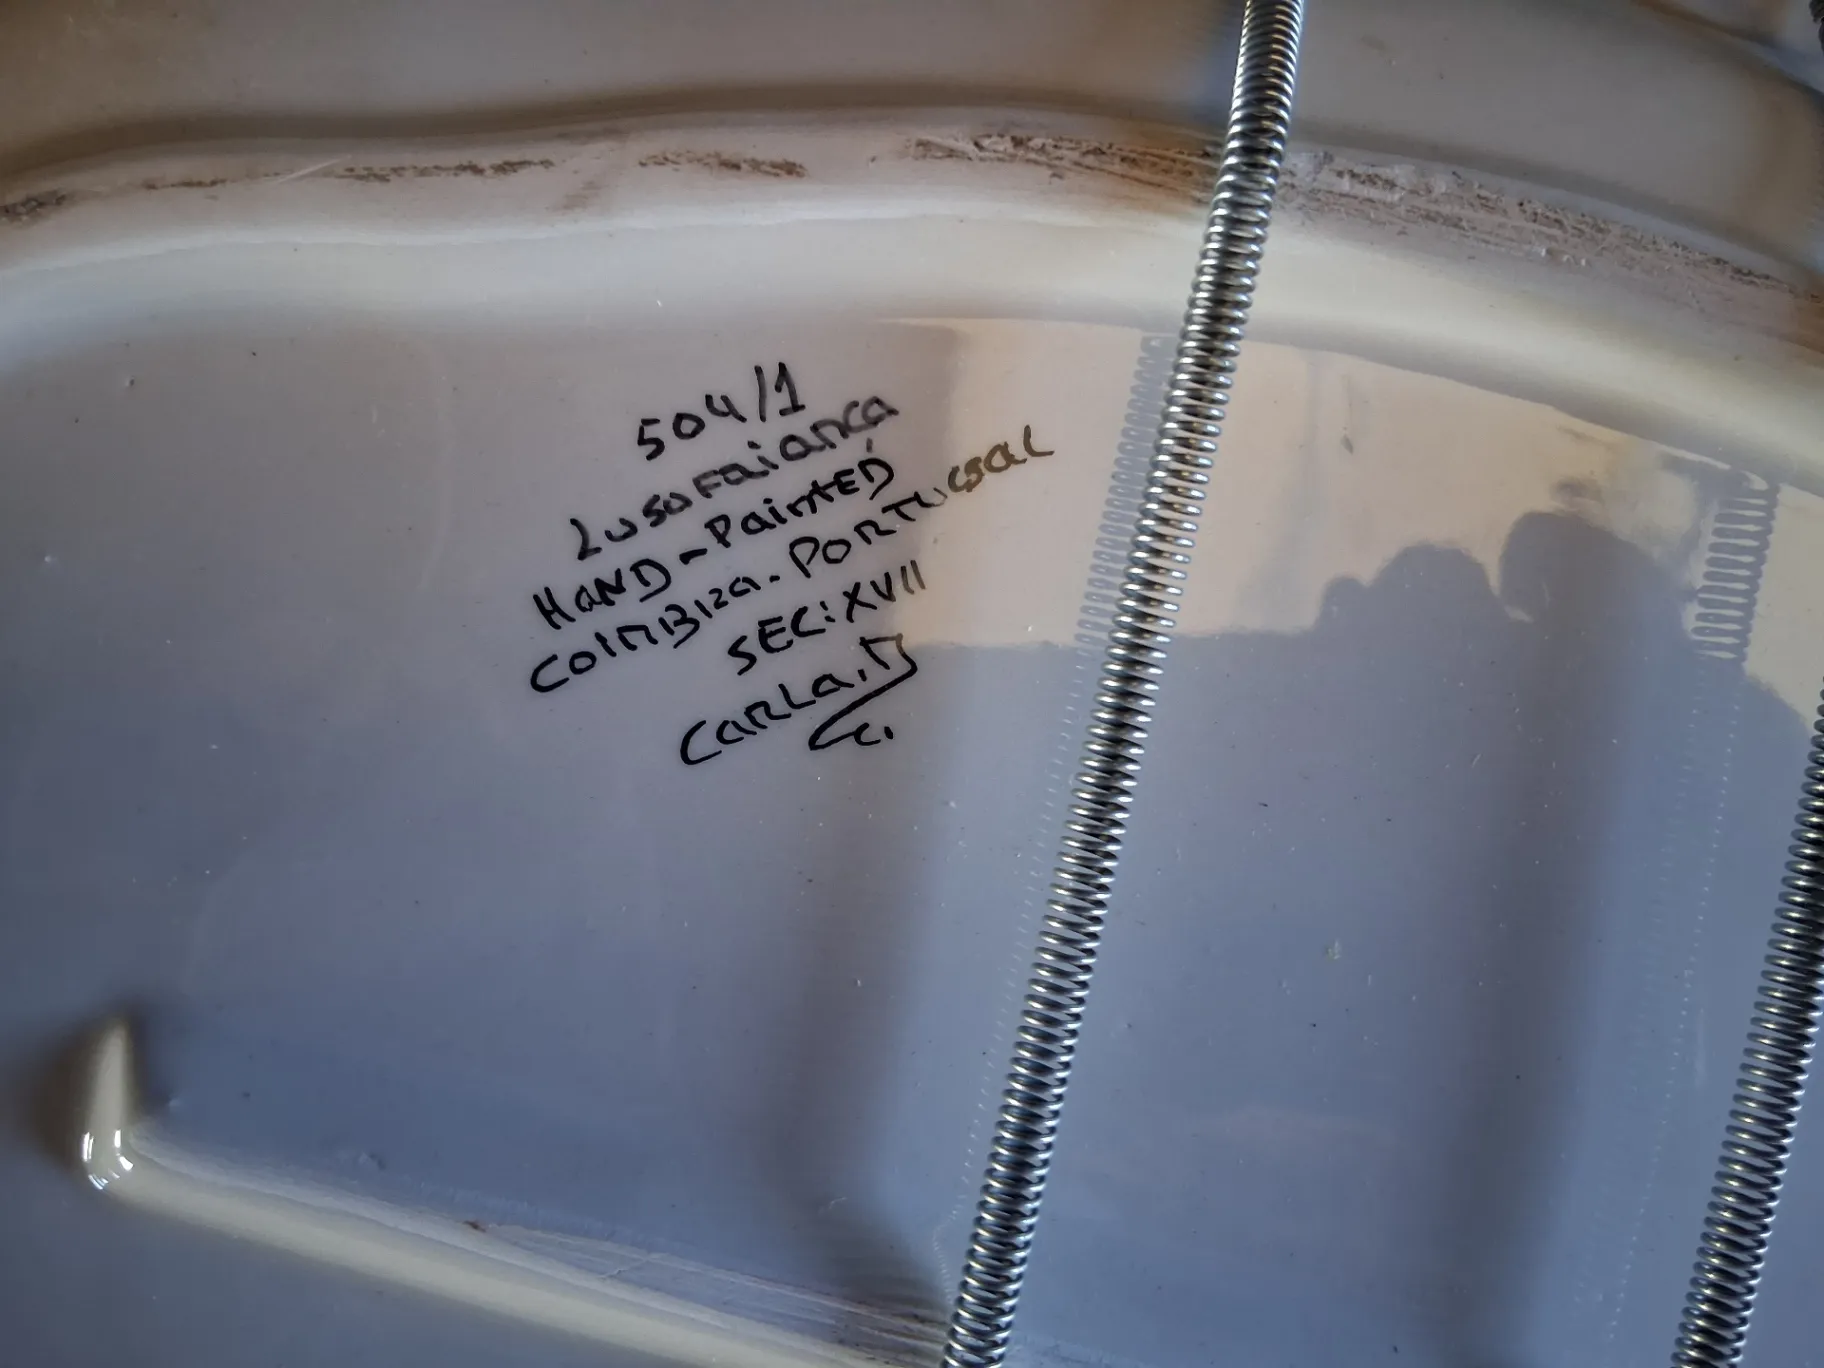 504/1
Lusofaiança
HAND-PaintED
COIMBRa-PORTUGaL
SEC:XVII
CaRLa.D
C.